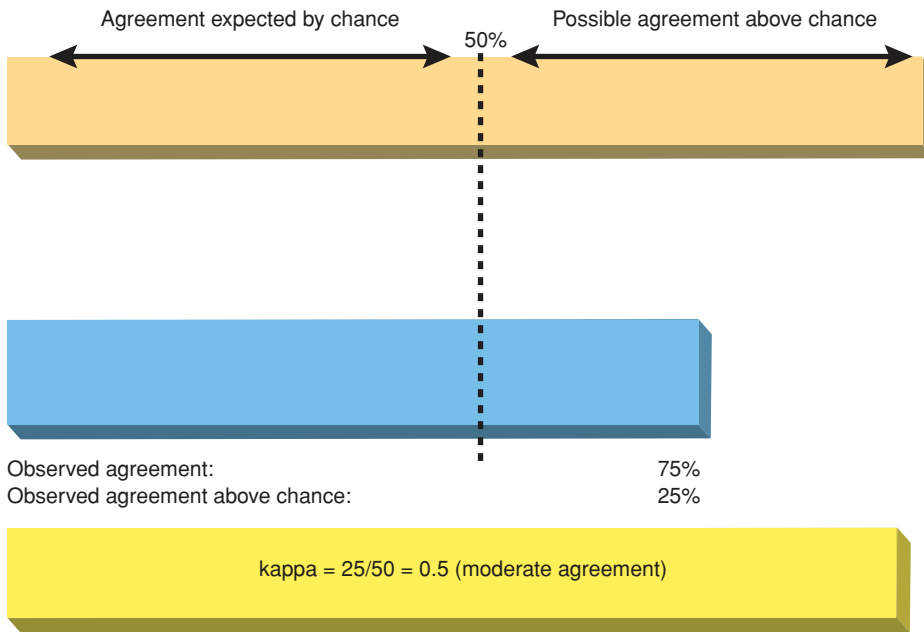 Agreement expected by chance
Possible agreement above chance
50%
Observed agreement: 75%
Observed agreement above chance: 25%
kappa = 25/50 = 0.5 (moderate agreement)